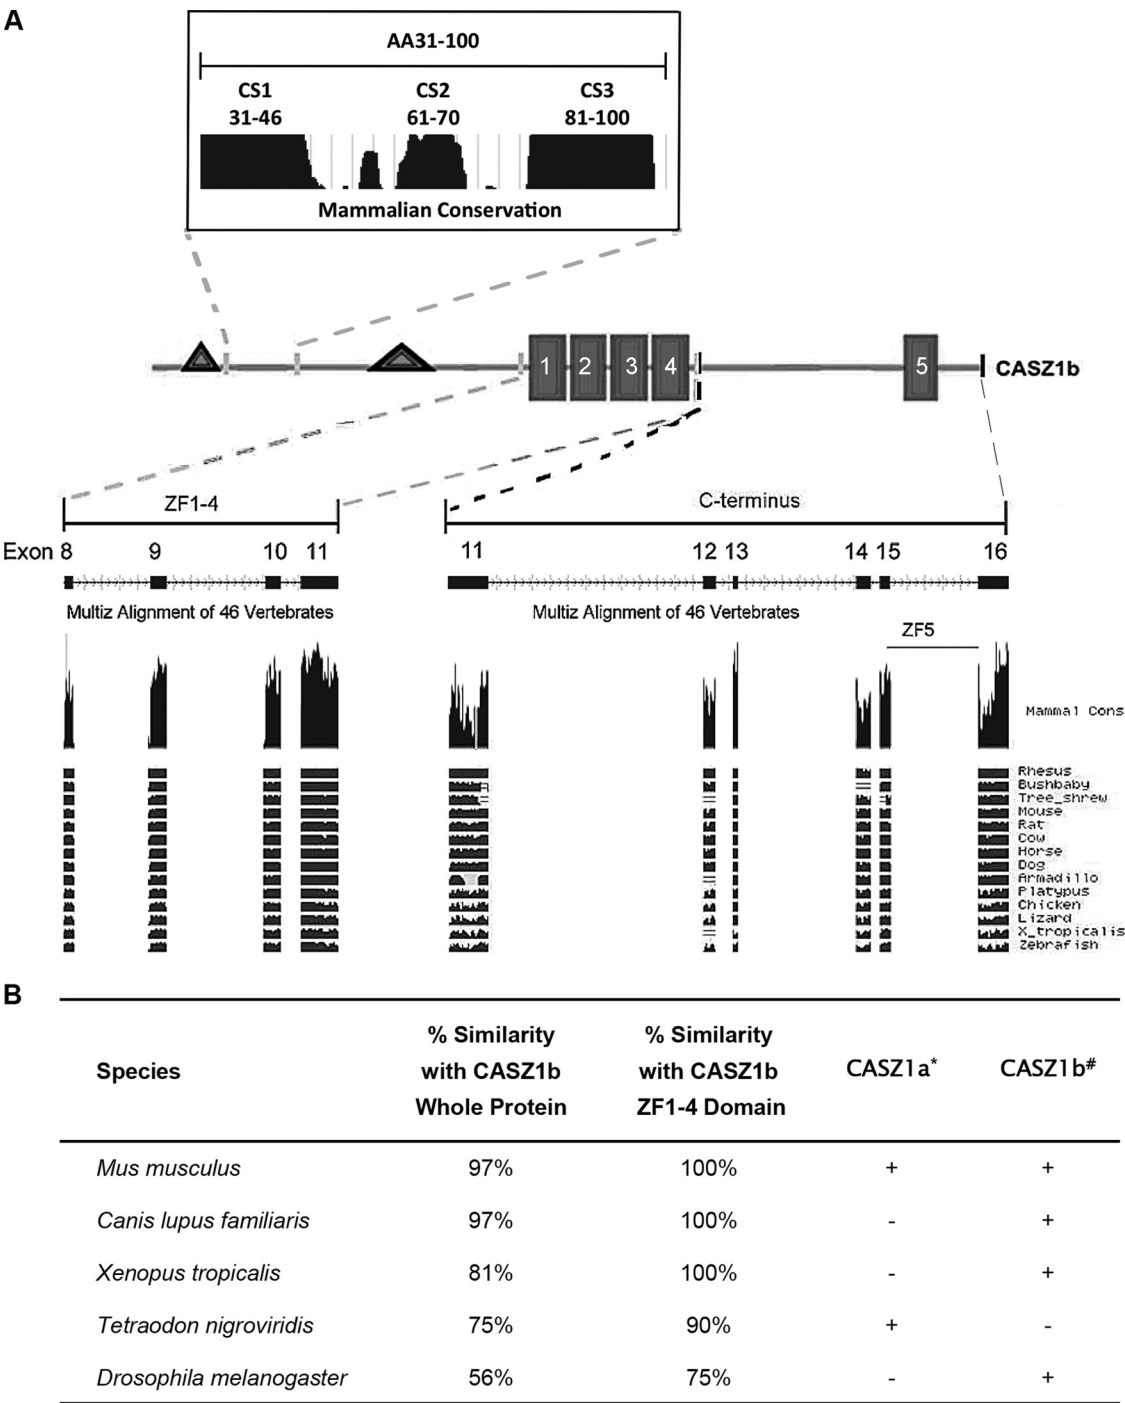 A
AA31-100
CS1 CS2 CS3
31-46 61-70 81-100
Mammalian Conservation
1 2 3 4 5 CASZ1b
ZF1-4 C-terminus
Exon 8 9 10 11 11 12 13 14 15 16
Multiz Alignment of 46 Vertebrates Multiz Alignment of 46 Vertebrates
ZF5
Mammal Cons
Rhesus
Bushbaby
Tree_shrew
Mouse
Rat
Cow
Horse
Dog
Armadillo
Platypus
Chicken
Lizard
X_tropicalis
Zebrafish
B
Species % Similarity with CASZ1b Whole Protein % Similarity with CASZ1b ZF1-4 Domain CASZ1a* CASZ1b#
Mus musculus 97% 100% + +
Canis lupus familiaris 97% 100% - +
Xenopus tropicalis 81% 100% - +
Tetraodon nigroviridis 75% 90% + -
Drosophila melanogaster 56% 75% - +